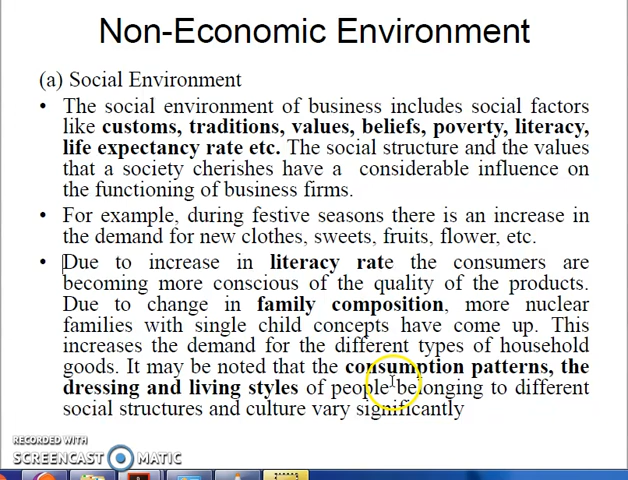 Non-Economic Environment
(a) Social Environment
• The social environment of business includes social factors
like customs, traditions, values, beliefs, poverty, literacy,
life expectancy rate etc. The social structure and the values
that a society cherishes have a considerable influence on
the functioning of business firms.
• For example, during festive seasons there is an increase in
the demand for new clothes, sweets, fruits, flower, etc.
• Due to increase in literacy rate the consumers are
becoming more conscious of the quality of the products.
Due to change in family composition, more nuclear
families with single child concepts have come up. This
increases the demand for the different types of household
goods. It may be noted that the consumption patterns, the
dressing and living styles of people belonging to different
social structures and culture vary significantly
RECORDED WITH
SCREENCAST MATIC